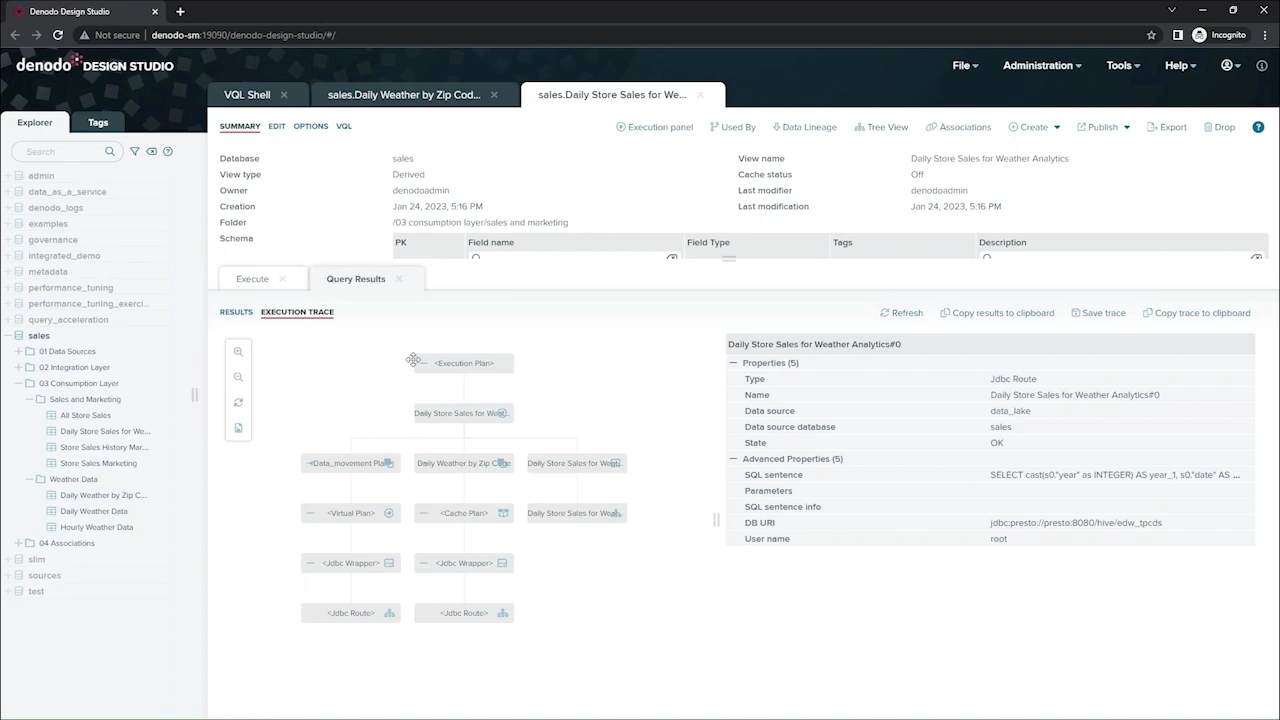 Denodo Design Studio
Not secure | denodo-sm:19090/denodo-design-studio/#/
Incognito
denodo DESIGN STUDIO
File
Administration
Tools
Help
VQL Shell
sales.Daily Weather by Zip Cod...
sales.Daily Store Sales for We...
Explorer
Tags
Search
admin
data_as_a_service
denodo_logs
examples
governance
integrated_demo
metadata
performance_tuning
performance_tuning_exerci...
query_acceleration
sales
01 Data Sources
02 Integration Layer
03 Consumption Layer
Sales and Marketing
All Store Sales
Daily Store Sales for We...
Store Sales History Mar...
Store Sales Marketing
Weather Data
Daily Weather by Zip C...
Daily Weather Data
Hourly Weather Data
04 Associations
slim
sources
test
SUMMARY EDIT OPTIONS VQL
Execution panel
Used By
Data Lineage
Tree View
Associations
Create
Publish
Export
Drop
Database sales
View type Derived
Owner denodoadmin
Creation Jan 24, 2023, 5:16 PM
Folder /03 consumption layer/sales and marketing
Schema
View name Daily Store Sales for Weather Analytics
Cache status Off
Last modifier denodoadmin
Last modification Jan 24, 2023, 5:16 PM
PK Field name Field Type Tags Description
Execute
Query Results
RESULTS EXECUTION TRACE
Refresh
Copy results to clipboard
Save trace
Copy trace to clipboard
<Execution Plan>
Daily Store Sales for Wea...
<Data_movement Plan>
Daily Weather by Zip Code
Daily Store Sales for Weat...
<Virtual Plan>
<Cache Plan>
Daily Store Sales for Wea...
<Jdbc Wrapper>
<Jdbc Wrapper>
<Jdbc Route>
<Jdbc Route>
Daily Store Sales for Weather Analytics#0
Properties (5)
Type Jdbc Route
Name Daily Store Sales for Weather Analytics#0
Data source data_lake
Data source database sales
State OK
Advanced Properties (5)
SQL sentence SELECT cast(s0."year" as INTEGER) AS year_1, s0."date" AS ...
Parameters
SQL sentence info
DB URI jdbc:presto://presto:8080/hive/edw_tpcds
User name root